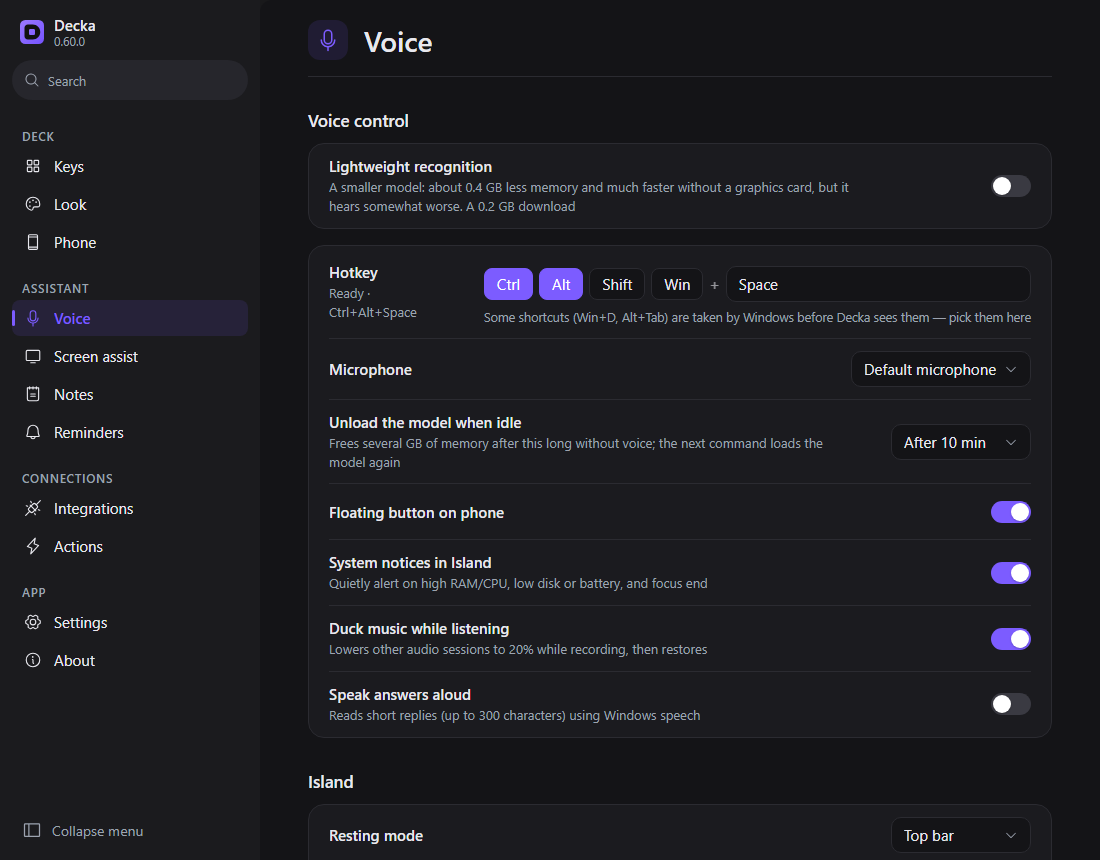 Decka
0.60.0
Search
DECK
Keys
Look
Phone
ASSISTANT
Voice
Screen assist
Notes
Reminders
CONNECTIONS
Integrations
Actions
APP
Settings
About
Collapse menu
Voice
Voice control
Lightweight recognition
A smaller model: about 0.4 GB less memory and much faster without a graphics card, but it
hears somewhat worse. A 0.2 GB download
Hotkey
Ready ·
Ctrl+Alt+Space
Ctrl Alt Shift Win + Space
Some shortcuts (Win+D, Alt+Tab) are taken by Windows before Decka sees them — pick them here
Microphone
Default microphone
Unload the model when idle
Frees several GB of memory after this long without voice; the next command loads the
model again
After 10 min
Floating button on phone
System notices in Island
Quietly alert on high RAM/CPU, low disk or battery, and focus end
Duck music while listening
Lowers other audio sessions to 20% while recording, then restores
Speak answers aloud
Reads short replies (up to 300 characters) using Windows speech
Island
Resting mode
Top bar